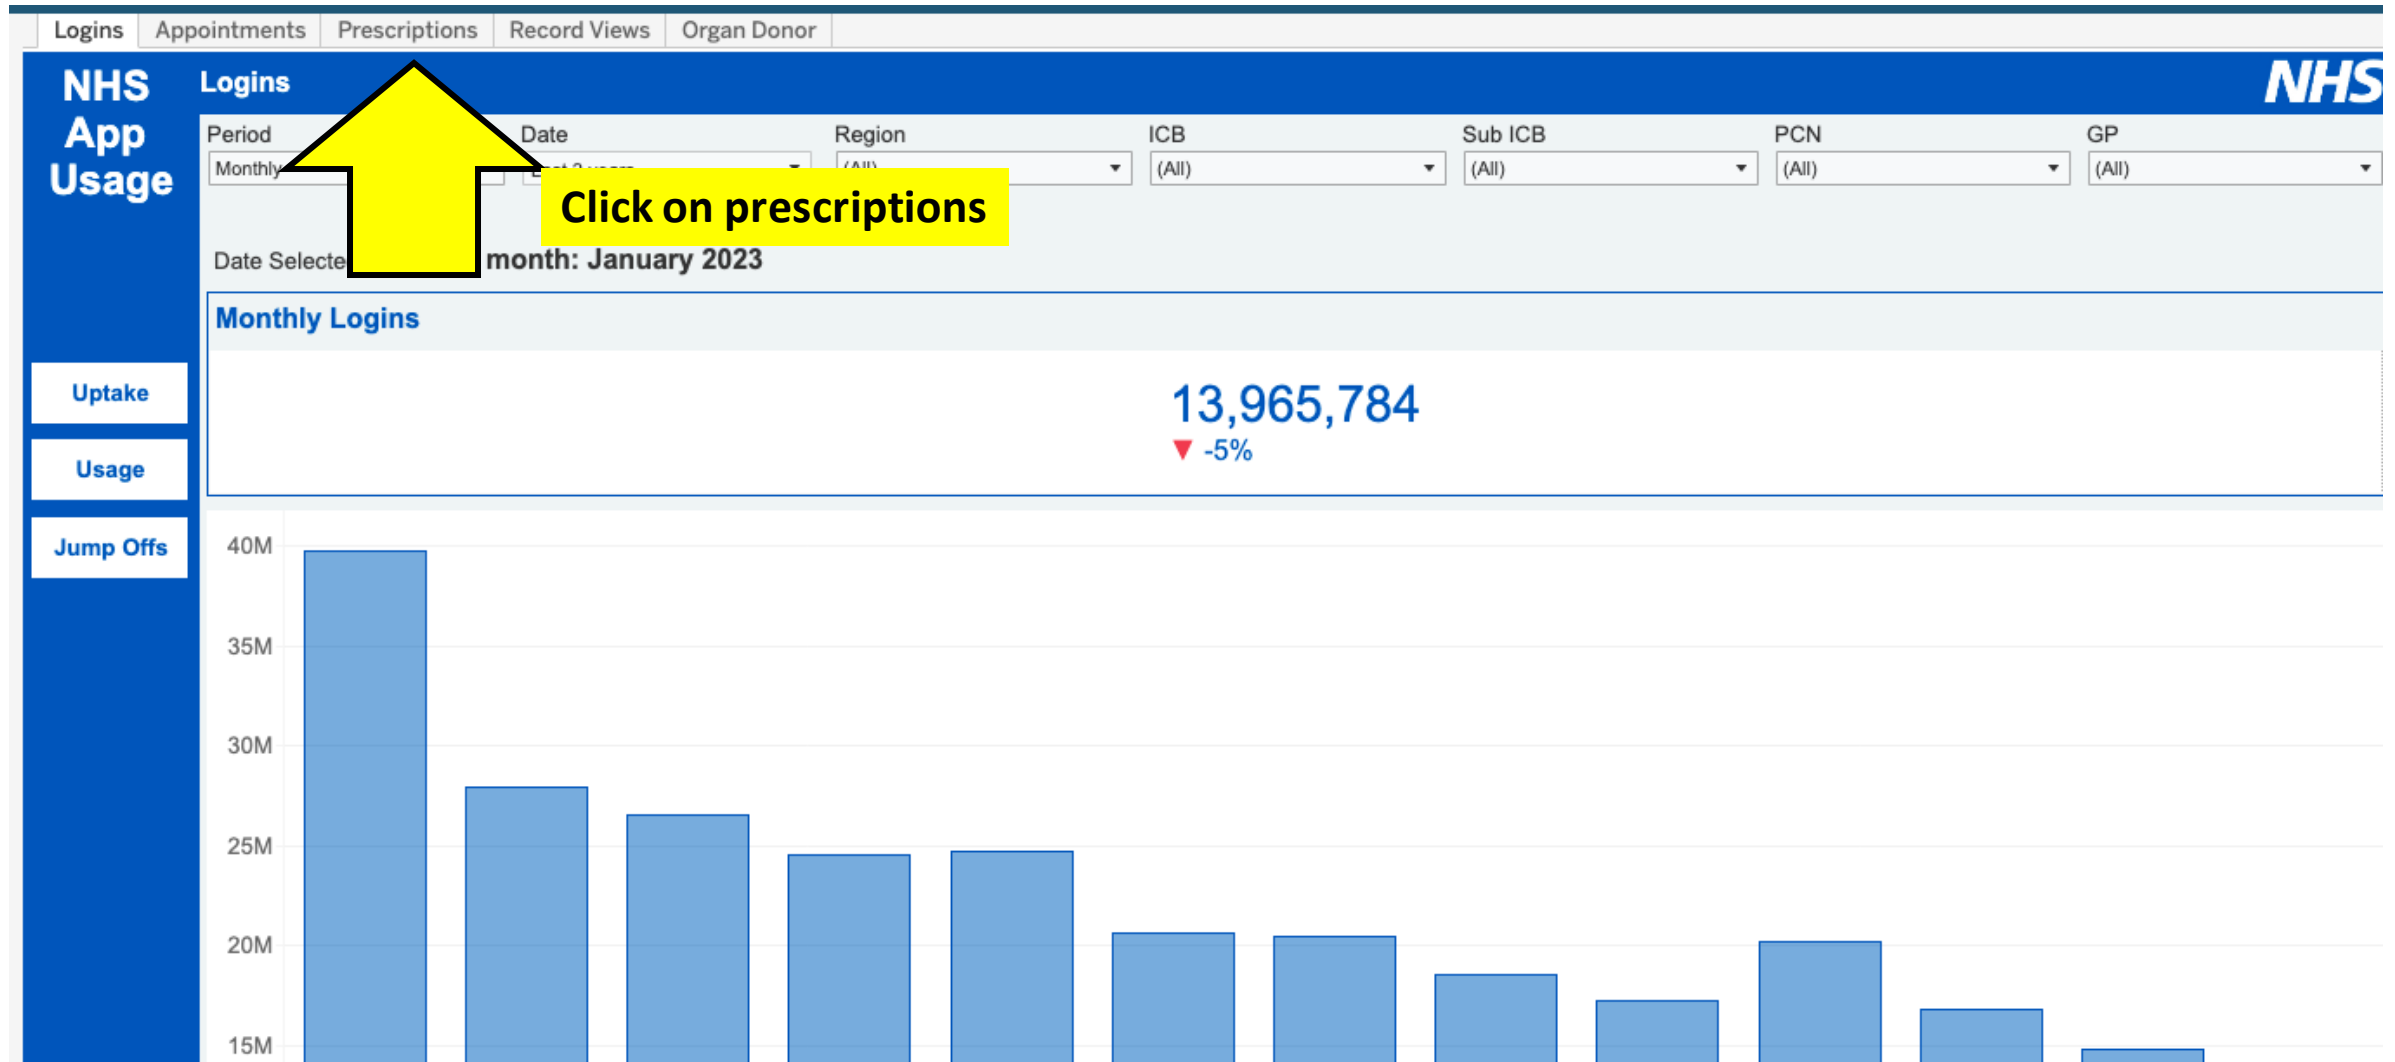 Logins Appointments Prescriptions Record Views Organ Donor
NHS App Usage
Logins
NHS
Period Date Region ICB Sub ICB PCN GP
Monthly (All) (All) (All) (All) (All)
Click on prescriptions
Date month: January 2023
Monthly Logins
13,965,784
▼ -5%
Uptake
Usage
Jump Offs
40M
35M
30M
25M
20M
15M